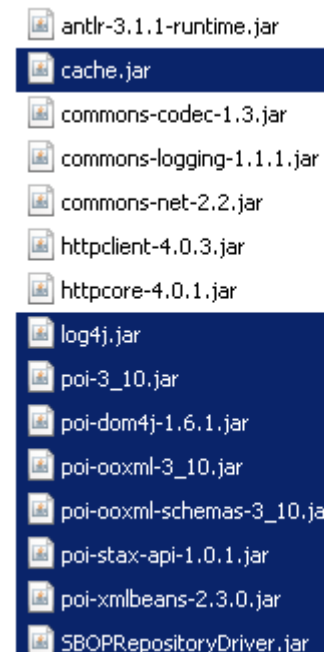 antlr-3.1.1-runtime.jar
cache.jar
commons-codec-1.3.jar
commons-logging-1.1.1.jar
commons-net-2.2.jar
httpclient-4.0.3.jar
httpcore-4.0.1.jar
log4j.jar
poi-3_10.jar
poi-dom4j-1.6.1.jar
poi-ooxml-3_10.jar
poi-ooxml-schemas-3_10.ja
poi-stax-api-1.0.1.jar
poi-xmlbeans-2.3.0.jar
SBOPRepositoryDriver.jar